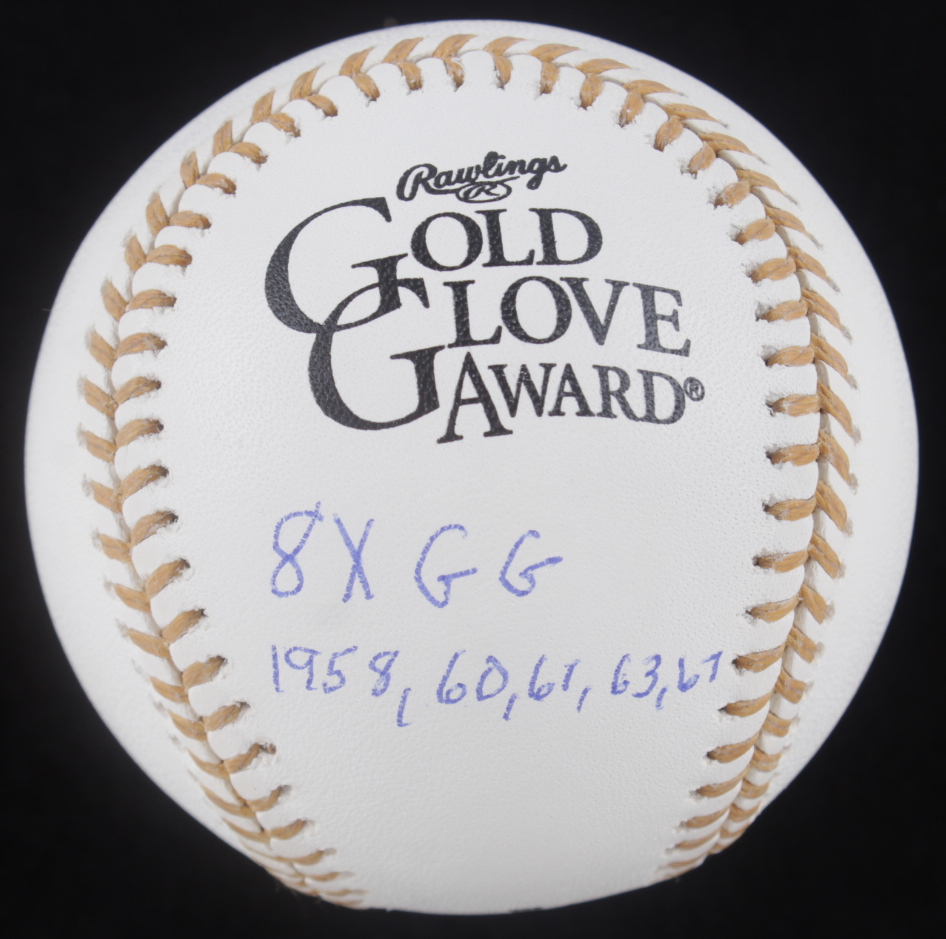 Rawlings
R
GOLD
GLOVE
AWARD®
8X GG
1958, 60, 61, 63, 67